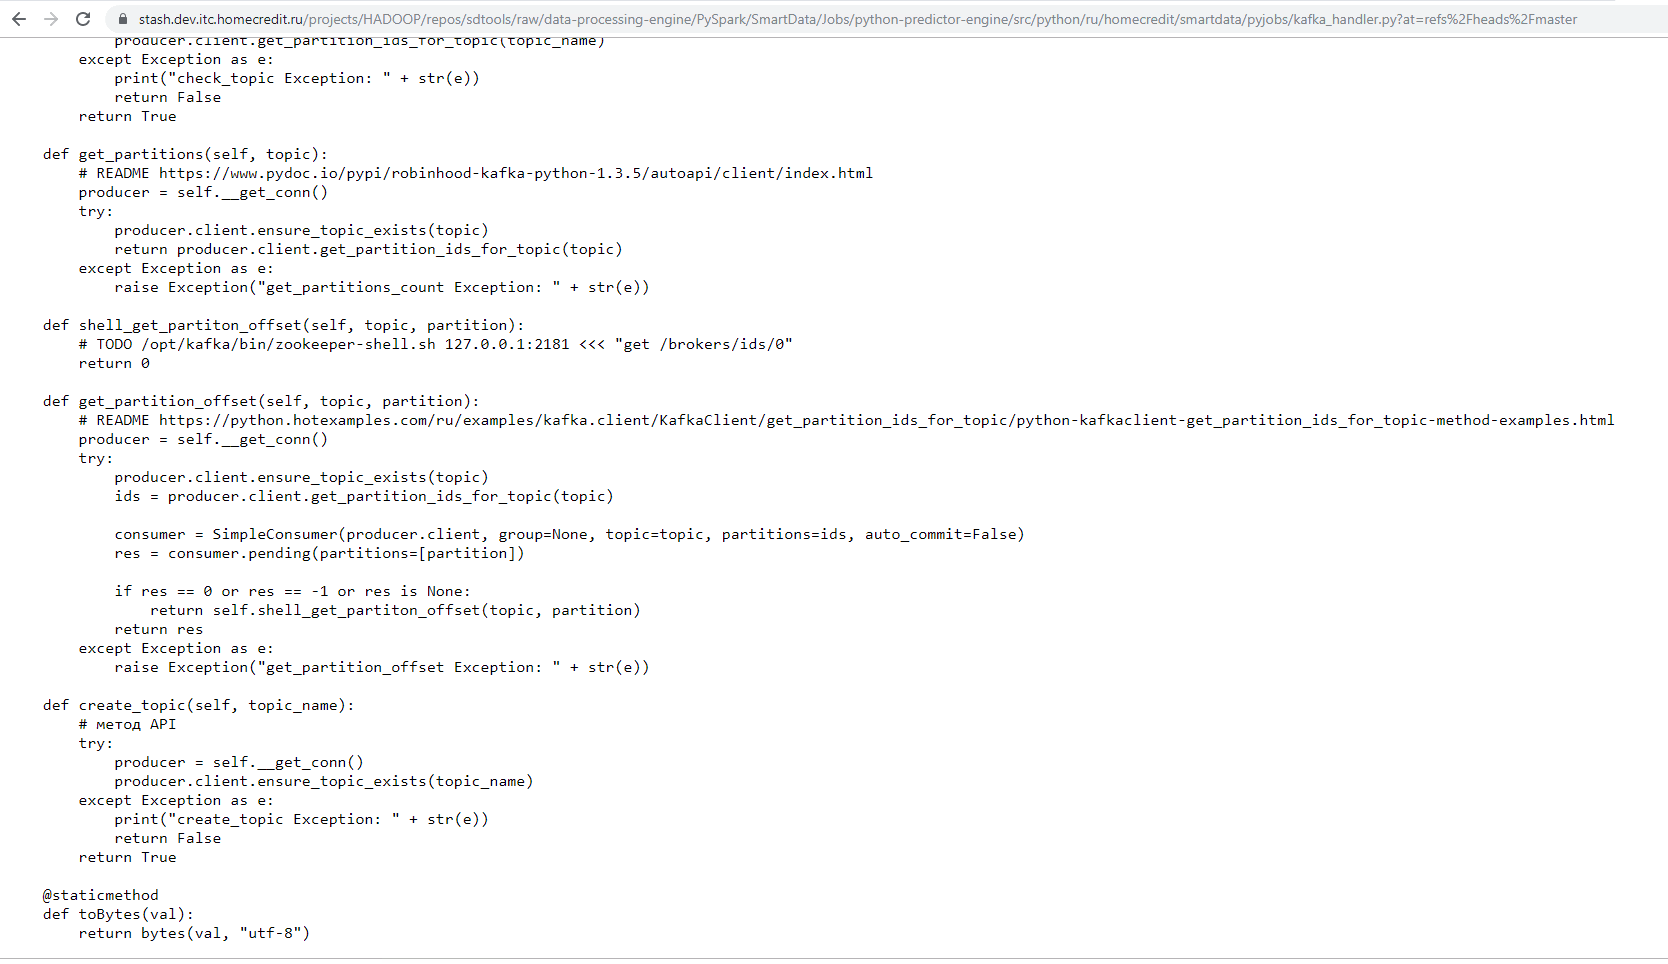 stash.dev.itc.homecredit.ru/projects/HADOOP/repos/sdtools/raw/data-processing-engine/PySpark/SmartData/Jobs/python-predictor-engine/src/python/ru/homecredit/smartdata/pyjobs/kafka_handler.py?at=refs%2Fheads%2Fmaster
            producer.client.get_partition_ids_for_topic(topic_name)
        except Exception as e:
            print("check_topic Exception: " + str(e))
            return False
        return True

    def get_partitions(self, topic):
        # README https://www.pydoc.io/pypi/robinhood-kafka-python-1.3.5/autoapi/client/index.html
        producer = self.__get_conn()
        try:
            producer.client.ensure_topic_exists(topic)
            return producer.client.get_partition_ids_for_topic(topic)
        except Exception as e:
            raise Exception("get_partitions_count Exception: " + str(e))

    def shell_get_partiton_offset(self, topic, partition):
        # TODO /opt/kafka/bin/zookeeper-shell.sh 127.0.0.1:2181 <<< "get /brokers/ids/0"
        return 0

    def get_partition_offset(self, topic, partition):
        # README https://python.hotexamples.com/ru/examples/kafka.client/KafkaClient/get_partition_ids_for_topic/python-kafkaclient-get_partition_ids_for_topic-method-examples.html
        producer = self.__get_conn()
        try:
            producer.client.ensure_topic_exists(topic)
            ids = producer.client.get_partition_ids_for_topic(topic)

            consumer = SimpleConsumer(producer.client, group=None, topic=topic, partitions=ids, auto_commit=False)
            res = consumer.pending(partitions=[partition])

            if res == 0 or res == -1 or res is None:
                return self.shell_get_partiton_offset(topic, partition)
            return res
        except Exception as e:
            raise Exception("get_partition_offset Exception: " + str(e))

    def create_topic(self, topic_name):
        # метод API
        try:
            producer = self.__get_conn()
            producer.client.ensure_topic_exists(topic_name)
        except Exception as e:
            print("create_topic Exception: " + str(e))
            return False
        return True

    @staticmethod
    def toBytes(val):
        return bytes(val, "utf-8")